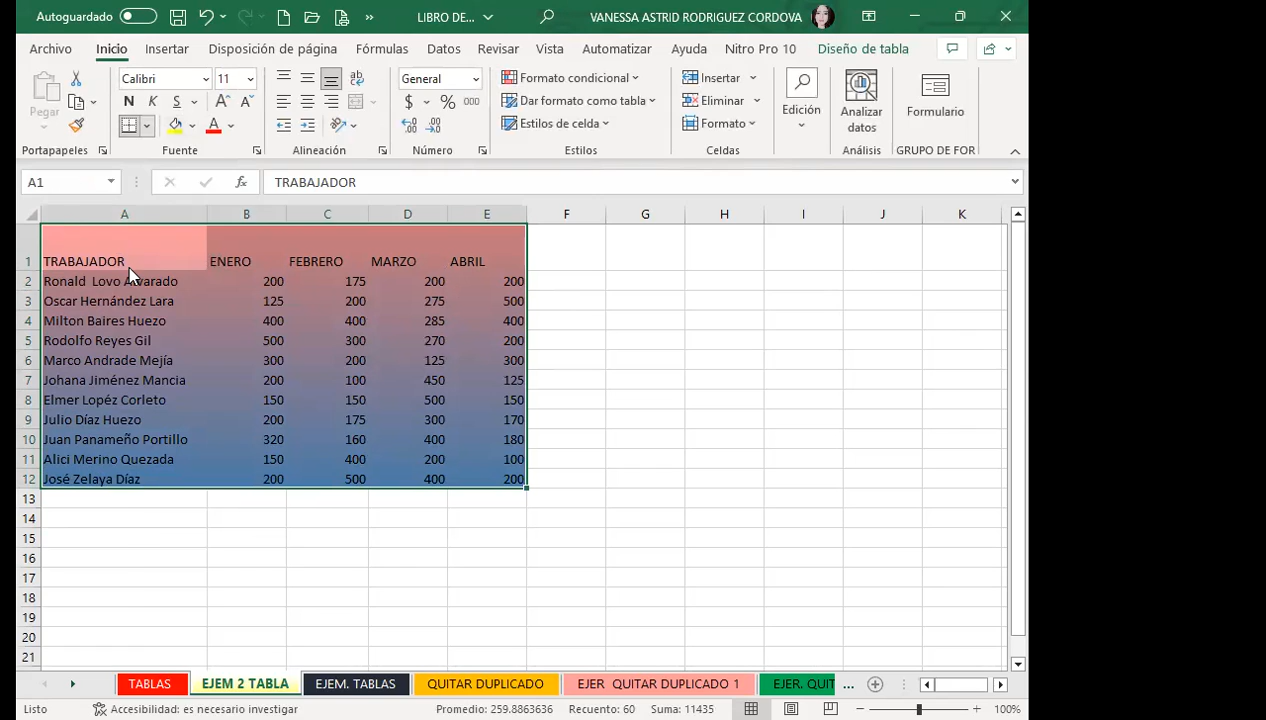 Autoguardado LIBRO DE... VANESSA ASTRID RODRIGUEZ CORDOVA
Archivo Inicio Insertar Disposición de página Fórmulas Datos Revisar Vista Automatizar Ayuda Nitro Pro 10 Diseño de tabla
Pegar Calibri 11 General Formato condicional Insertar Edición Analizar datos Formulario
N K S $ % 000 Dar formato como tabla Eliminar
A Estilos de celda Formato
Portapapeles Fuente Alineación Número Estilos Celdas Análisis GRUPO DE FOR
A1 fx TRABAJADOR
A B C D E F G H I J K
1 TRABAJADOR ENERO FEBRERO MARZO ABRIL
2 Ronald Lovo Alvarado 200 175 200 200
3 Oscar Hernández Lara 125 200 275 500
4 Milton Baires Huezo 400 400 285 400
5 Rodolfo Reyes Gil 500 300 270 200
6 Marco Andrade Mejía 300 200 125 300
7 Johana Jiménez Mancia 200 100 450 125
8 Elmer Lopéz Corleto 150 150 500 150
9 Julio Díaz Huezo 200 175 300 170
10 Juan Panameño Portillo 320 160 400 180
11 Alici Merino Quezada 150 400 200 100
12 José Zelaya Díaz 200 500 400 200
13
14
15
16
17
18
19
20
21
TABLAS EJEM 2 TABLA EJEM. TABLAS QUITAR DUPLICADO EJER QUITAR DUPLICADO 1 EJER. QUIT ...
Listo Accesibilidad: es necesario investigar Promedio: 259.8863636 Recuento: 60 Suma: 11435 100%